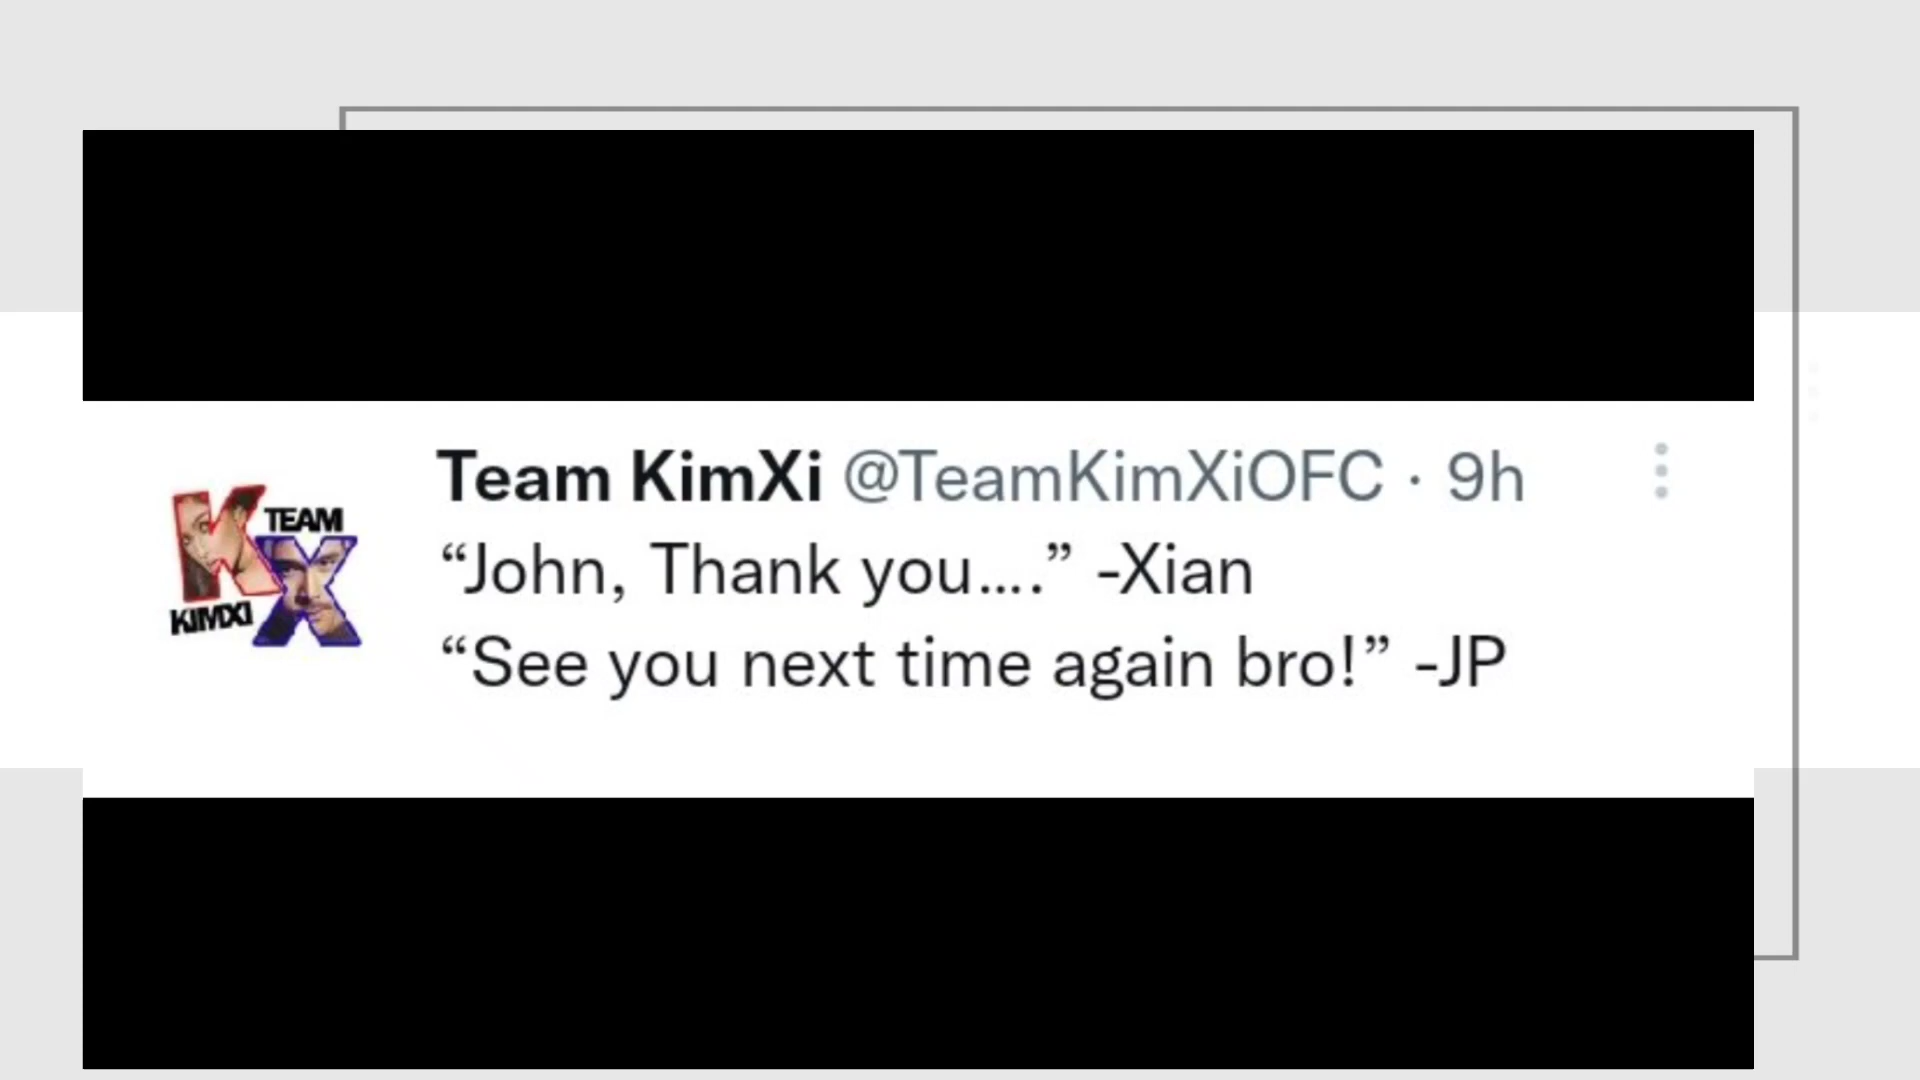 Team KimXi @TeamKimXiOFC · 9h
“John, Thank you....” -Xian
“See you next time again bro!” -JP
K TEAM
KIMXI X